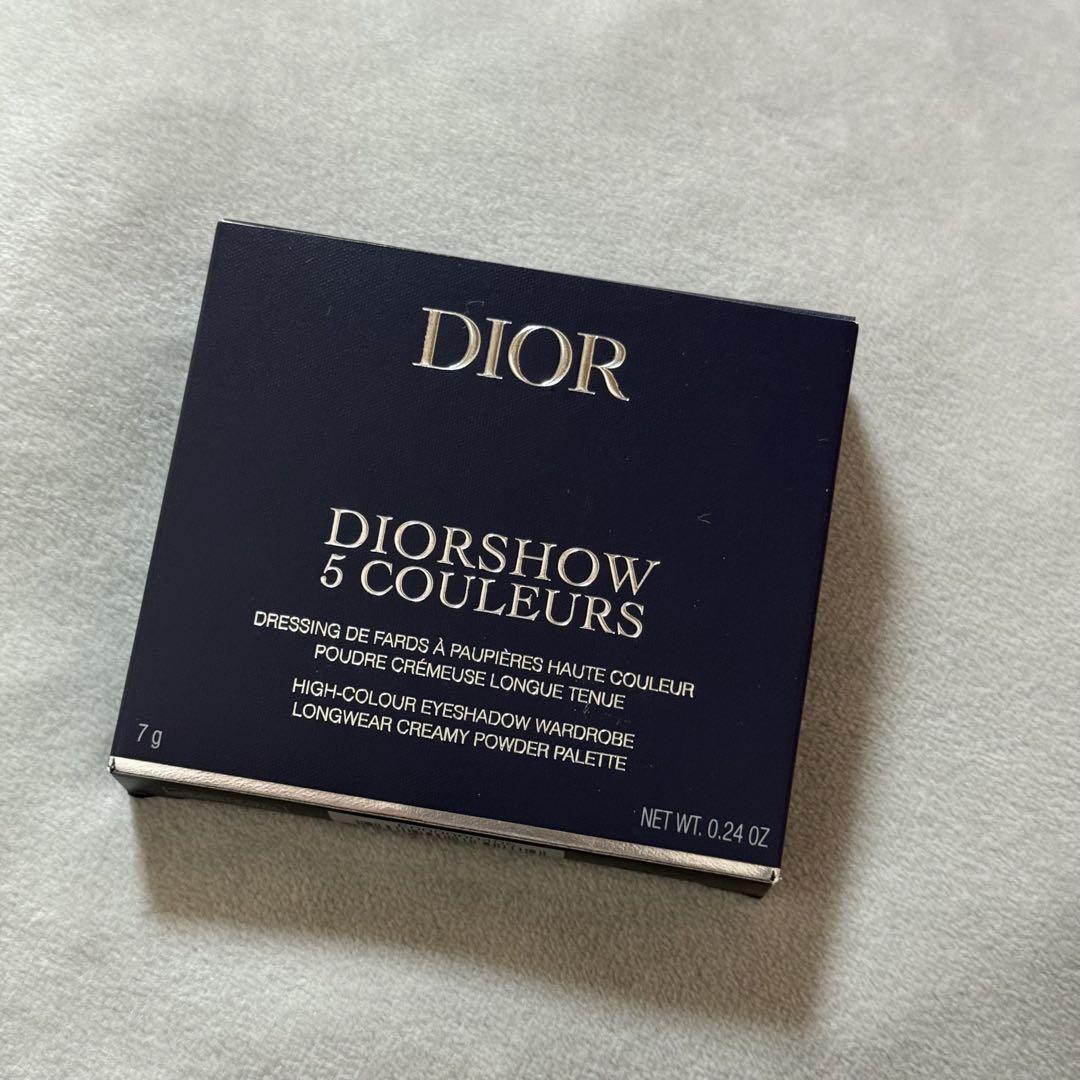 DIOR
DIORSHOW
5 COULEURS
DRESSING DE FARDS À PAUPIÈRES HAUTE COULEUR
POUDRE CRÉMEUSE LONGUE TENUE
HIGH-COLOUR EYESHADOW WARDROBE
LONGWEAR CREAMY POWDER PALETTE
7 g
NET WT. 0.24 OZ